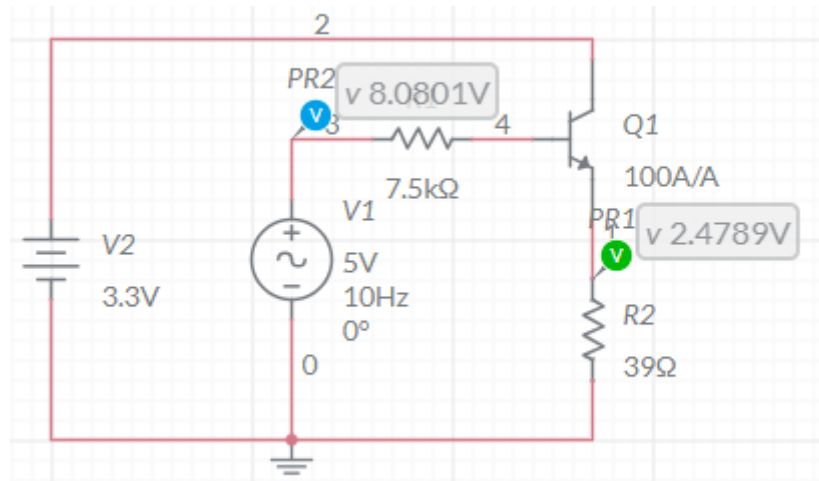 2
PR2
v 8.0801V
3
4
Q1
7.5kΩ
100A/A
V1
PR1
v 2.4789V
V
V
V2
5V
3.3V
10Hz
R2
0°
0
39Ω